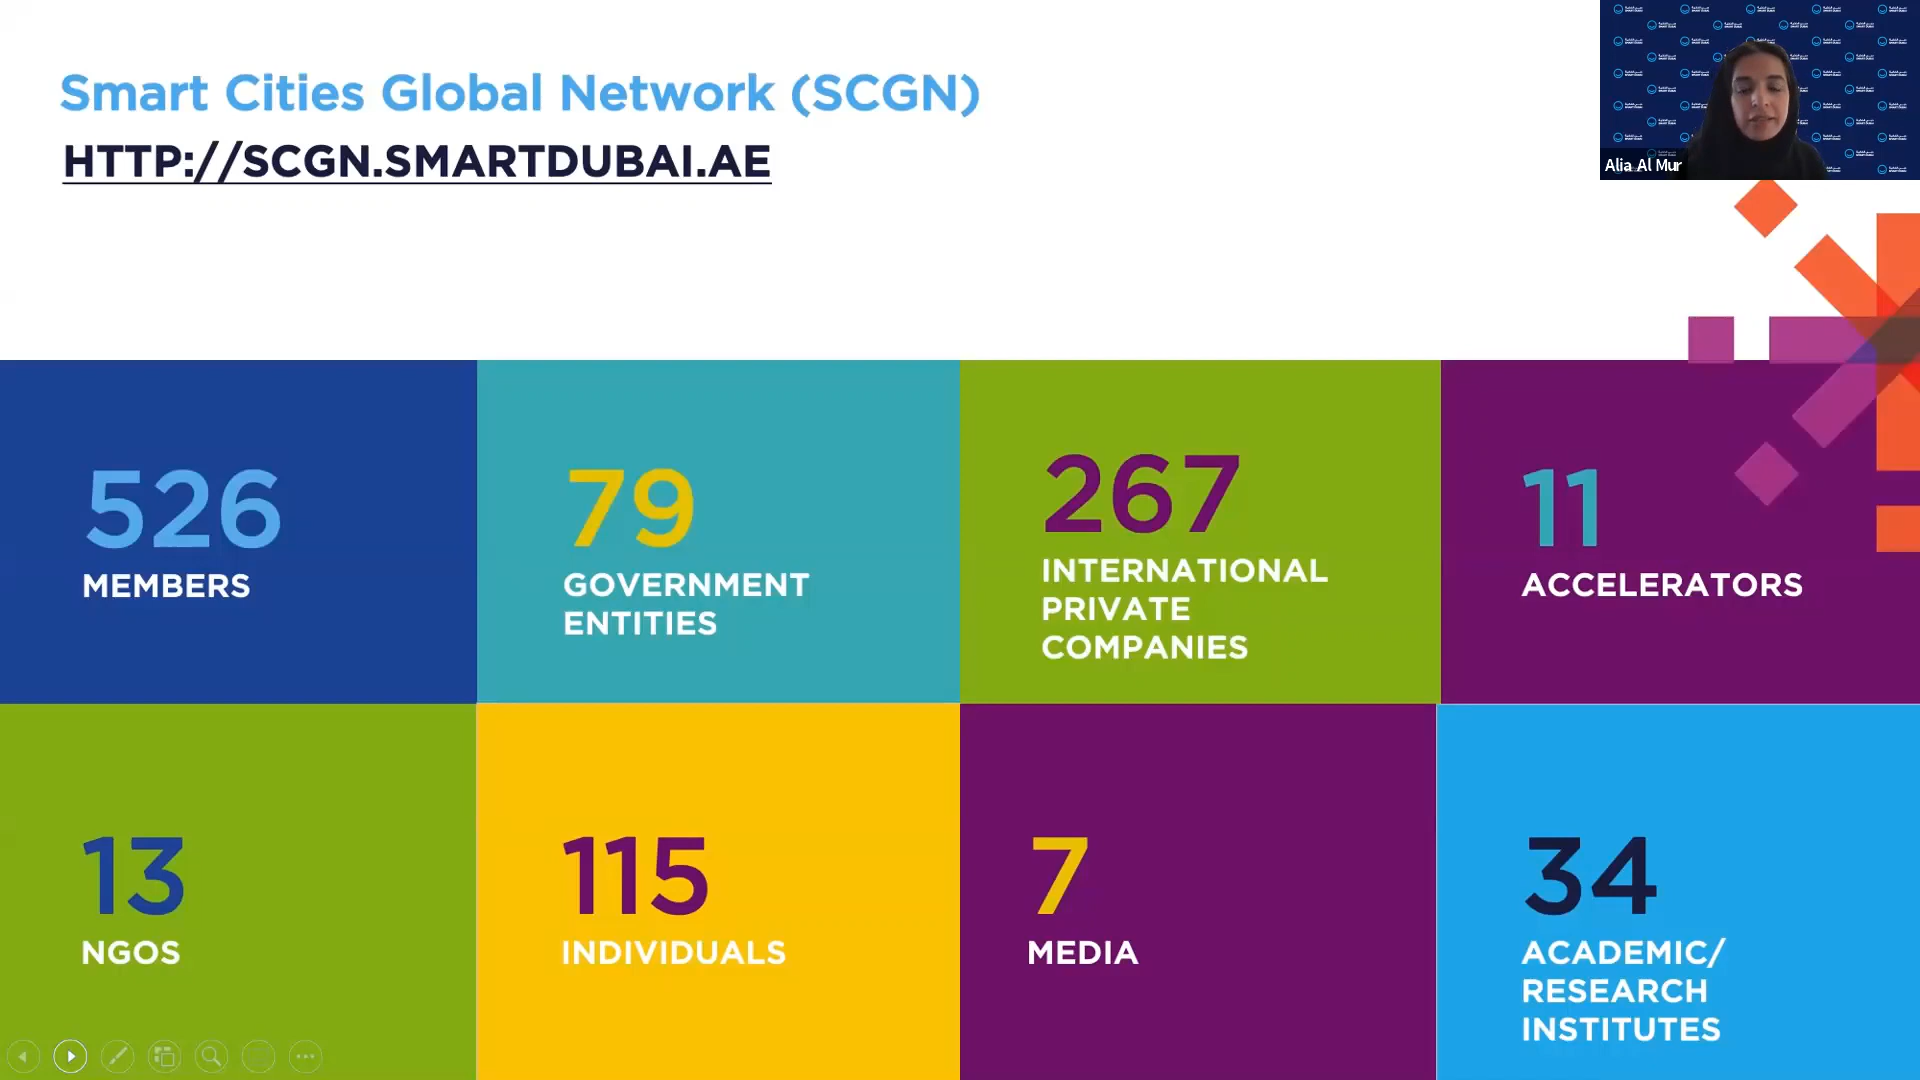 Smart Cities Global Network (SCGN)
HTTP://SCGN.SMARTDUBAI.AE
Alia Al Mur
526
MEMBERS
79
GOVERNMENT
ENTITIES
267
INTERNATIONAL
PRIVATE
COMPANIES
11
ACCELERATORS
13
NGOS
115
INDIVIDUALS
7
MEDIA
34
ACADEMIC/
RESEARCH
INSTITUTES